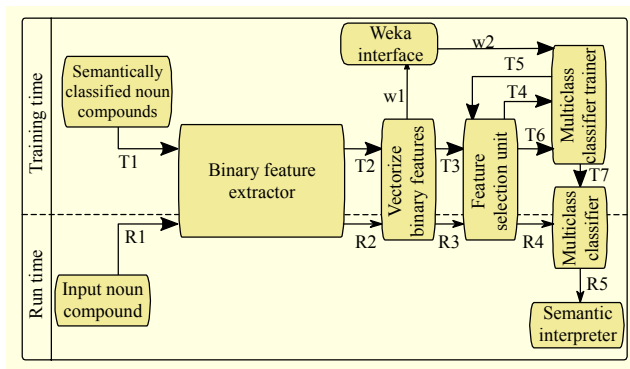 Training time
Run time
Semantically
classified noun
compounds
T1
Binary feature
extractor
T2
Vectorize
binary features
w1
Weka
interface
w2
T3
Feature
selection unit
T5
T4
T6
Multiclass
classifier trainer
T7
Input noun
compound
R1
R2
R3
R4
Multiclass
classifier
R5
Semantic
interpreter